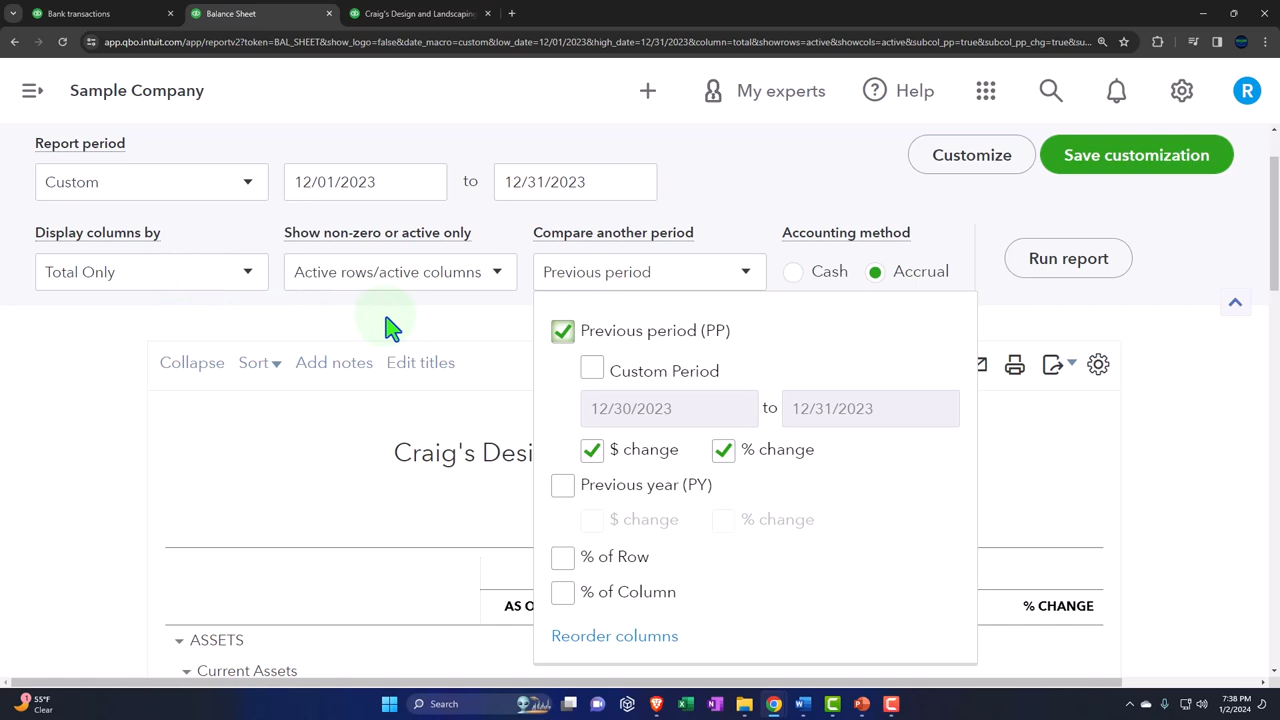 Bank transactions
Balance Sheet
Craig's Design and Landscaping
app.qbo.intuit.com/app/reportv2?token=BAL_SHEET&show_logo=false&date_macro=custom&low_date=12/01/2023&high_date=12/31/2023&column=total&showrows=active&showcols=active&subcol_pp=true&subcol_pp_chg=true&su...
Sample Company
My experts
Help
R
Report period
Customize
Save customization
Custom
12/01/2023
to
12/31/2023
Display columns by
Show non-zero or active only
Compare another period
Accounting method
Total Only
Active rows/active columns
Previous period
Cash
Accrual
Run report
Previous period (PP)
Collapse
Sort
Add notes
Edit titles
Custom Period
12/30/2023
to
12/31/2023
Craig's Desi
$ change
% change
Previous year (PY)
$ change
% change
% of Row
% of Column
AS O
% CHANGE
Reorder columns
ASSETS
Current Assets
55°F
Clear
Search
7:38 PM
1/2/2024